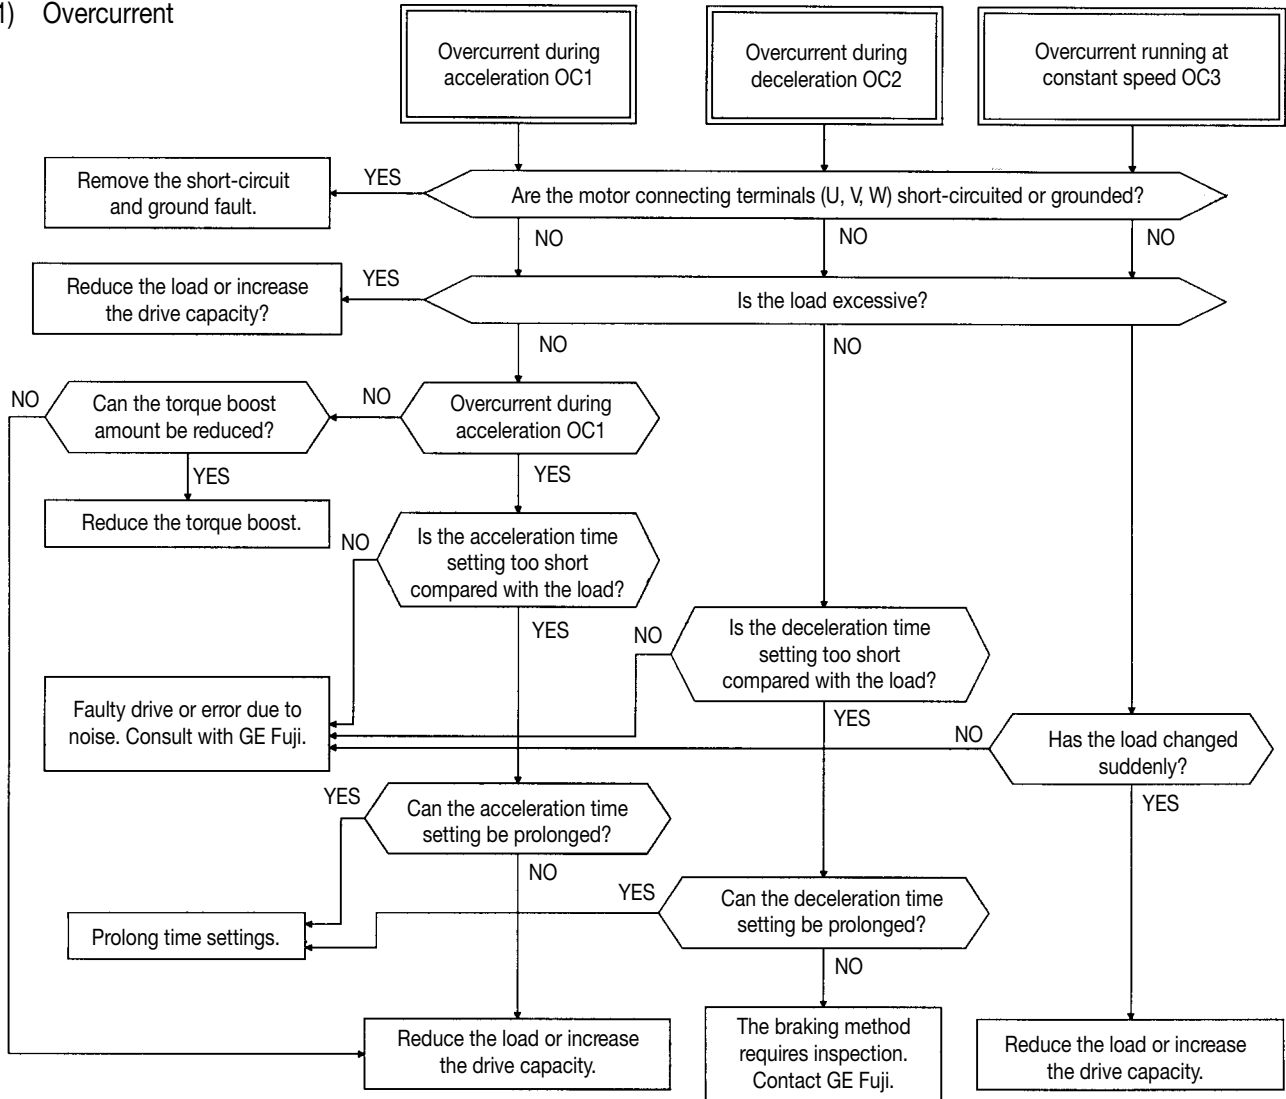 1) Overcurrent
Overcurrent during
acceleration OC1
Overcurrent during
deceleration OC2
Overcurrent running at
constant speed OC3
Remove the short-circuit
and ground fault.
YES
Are the motor connecting terminals (U, V, W) short-circuited or grounded?
NO
NO
NO
Reduce the load or increase
the drive capacity?
YES
Is the load excessive?
NO
NO
NO
Can the torque boost
amount be reduced?
NO
Overcurrent during
acceleration OC1
YES
YES
Reduce the torque boost.
NO
Is the acceleration time
setting too short
compared with the load?
YES
NO
Is the deceleration time
setting too short
compared with the load?
YES
Faulty drive or error due to
noise. Consult with GE Fuji.
NO
Has the load changed
suddenly?
YES
YES
Can the acceleration time
setting be prolonged?
NO
YES
Can the deceleration time
setting be prolonged?
NO
Prolong time settings.
Reduce the load or increase
the drive capacity.
The braking method
requires inspection.
Contact GE Fuji.
Reduce the load or increase
the drive capacity.